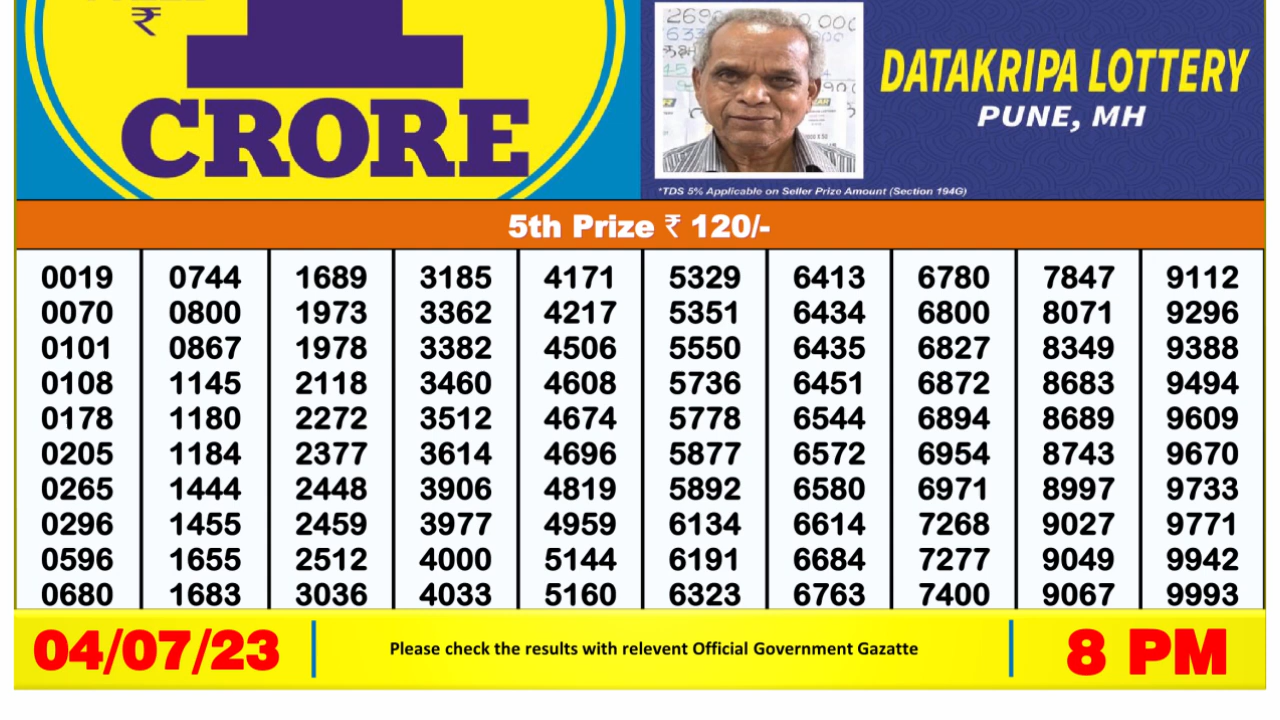 ₹
1
CRORE
DATAKRIPA LOTTERY
PUNE, MH
*TDS 5% Applicable on Seller Prize Amount (Section 194G)
5th Prize ₹ 120/-
0019 0744 1689 3185 4171 5329 6413 6780 7847 9112
0070 0800 1973 3362 4217 5351 6434 6800 8071 9296
0101 0867 1978 3382 4506 5550 6435 6827 8349 9388
0108 1145 2118 3460 4608 5736 6451 6872 8683 9494
0178 1180 2272 3512 4674 5778 6544 6894 8689 9609
0205 1184 2377 3614 4696 5877 6572 6954 8743 9670
0265 1444 2448 3906 4819 5892 6580 6971 8997 9733
0296 1455 2459 3977 4959 6134 6614 7268 9027 9771
0596 1655 2512 4000 5144 6191 6684 7277 9049 9942
0680 1683 3036 4033 5160 6323 6763 7400 9067 9993
04/07/23
Please check the results with relevent Official Government Gazatte
8 PM